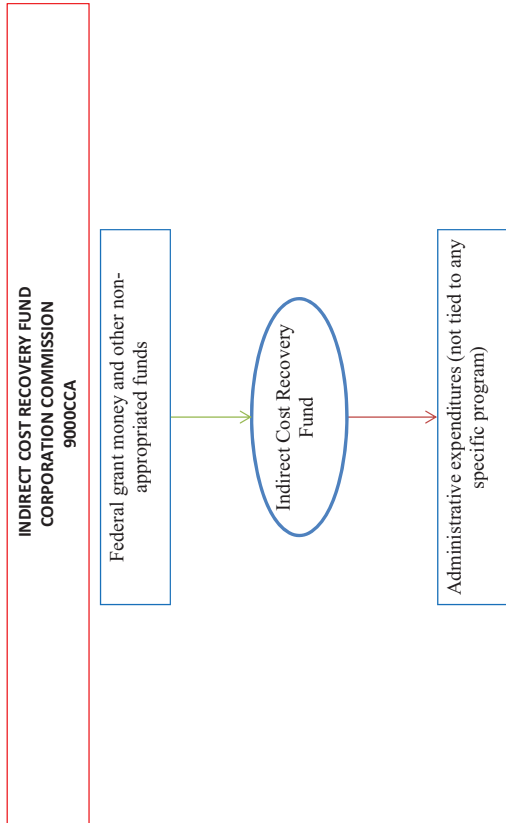 INDIRECT COST RECOVERY FUND
CORPORATION COMMISSION
9000CCA
Federal grant money and other non-
appropriated funds
Indirect Cost Recovery
Fund
Administrative expenditures (not tied to any
specific program)